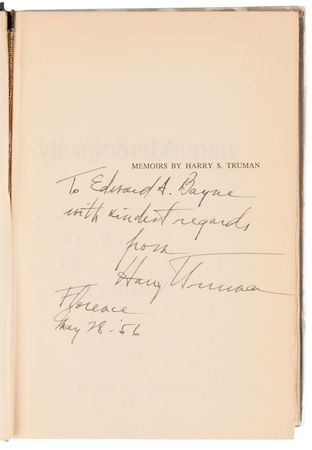 MEMOIRS BY HARRY S. TRUMAN
To Edward A. Bayne
with kindest regards
from
Harry Truman
Florence
May 28 - '56